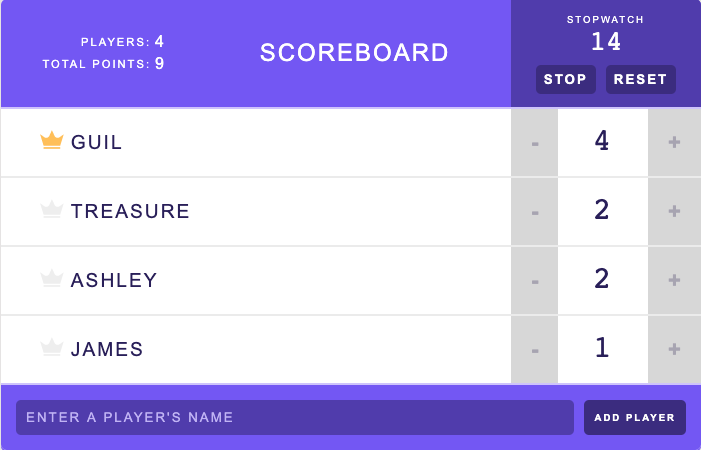 PLAYERS: 4
TOTAL POINTS: 9
SCOREBOARD
STOPWATCH
14
STOP RESET
GUIL - 4 +
TREASURE - 2 +
ASHLEY - 2 +
JAMES - 1 +
ENTER A PLAYER'S NAME ADD PLAYER